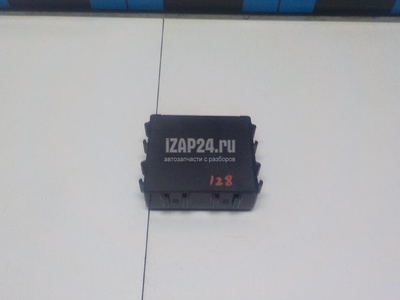 iZAP24.ru
автозапчасти с разборов
128